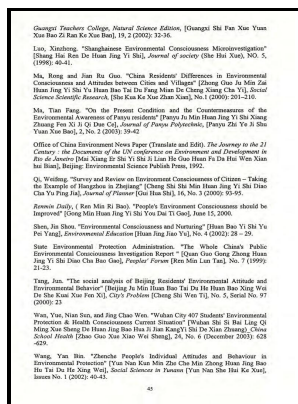 Guangxi Teachers College, Natural Science Edition, [Guangxi Shi Fan Xue Yuan
Xue Bao Zi Ran Ke Xue Ban], 19, 2 (2002): 32-36.
Luo, Xinzhong. "Shanghainese Environmental Consciousness Microinvestigation"
[Shang Hai Ren De Huan Jing Yi Shi], Journal of society (She Hui Xue), NO. 5,
(1998): 40-41.
Ma, Rong and Jian Ru Guo. "China Residents' Differences in Environmental
Consciousness and Attitudes between Cities and Villages" [Zhong Guo Ju Min Zai
Huan Jing Yi Shi Yu Huan Bao Tai Du Fang Mian De Cheng Xiang Cha Yi], Social
Science Scientific Research, [She Kua Ke Xue Zhan Xian], No.1 (2000): 201-210.
Ma, Tian Fang. "On the Present Condition and the Countermeasures of the
Environmental Awareness of Panyu residents" [Panyu Ju Min Huan Jing Yi Shi Xiang
Zhuang Fen Xi Ji Qi Due Ce], Journal of Panyu Polytechnic, [Panyu Zhi Ye Ji Shu
Yuan Xue Bao], 2, No. 2 (2003): 39-42
Office of China Environment News Paper (Translate and Edit). The Journey to the 21
Century : the Documents of the UN conference on Environment and Development in
Rio de Janeiro [Mai Xiang Er Shi Yi Shi Ji Lian He Guo Huan Fa Da Hui Wen Xian
hui Bian], Beijing: Environmental Science Publish Press, 1992.
Qi, Weifeng. "Survey and Review on Environment Consciousness of Citizen – Taking
the Example of Hangzhou in Zhejiang" [Cheng Shi Shi Min Huan Jing Yi Shi Diao
Cha Yu Ping Jia], Journal of Planner [Gui Hua Shi], 16, No. 3 (2000): 93-95.
Renmin Daily, ( Ren Min Ri Bao). "People's Environment Consciousness should be
Improved" [Gong Min Huan Jing Yi Shi You Dai Ti Gao], June 15, 2000.
Shen, Jin Shou. "Environmental Consciousness and Nurturing" [Huan Bao Yi Shi Yu
Pei Yang], Environmental Education [Huan Jing Jiao Yu], No. 4 (2002): 28 – 29.
State Environmental Protection Administration. "The Whole China's Public
Environmental Consciousness Investigation Report " [Quan Guo Gong Zhong Huan
Jing Yi Shi Diao Cha Bao Gao], Peoples' Forum [Ren Min Lun Tan], No. 7 (1999):
21-23.
Tang, Jun. "The social analysis of Beijing Residents' Environmental Attitude and
Environmental Behavior" [Beijing Ju Min Huan Bao Tai Du He Huan Bao Xing Wei
De She Kuai Xue Fen Xi], City's Problem [Cheng Shi Wen Ti], No. 5, Serial No. 97
(2000): 23
Wan, Yue, Nian Sun, and Jing Chao Wen. "Wuhan City 407 Students' Environmental
Protection & Health Consciousness Current Situation" [Wuhan Shi Si Bai Ling Qi
Ming Xue Sheng De Huan Jing Bao Hua Ji Jian KangYi Shi De Xian Zhuang) ,China
School Health [Zhao Guo Xue Xiao Wei Sheng], 24, No. 6 (December 2003): 628
-629.
Wang, Yan Bin. "Zhenche People's Individual Attitudes and Behaviour in
Environmental Protection" [Yun Nan Kun Min Zhe Che Min Zhong Huan Jing Bao
Hu Tai Du He Xing Wei], Social Sciences in Yunann [Yun Nan She Hui Ke Xue],
Issues No. 1 (2002): 40-43.
45